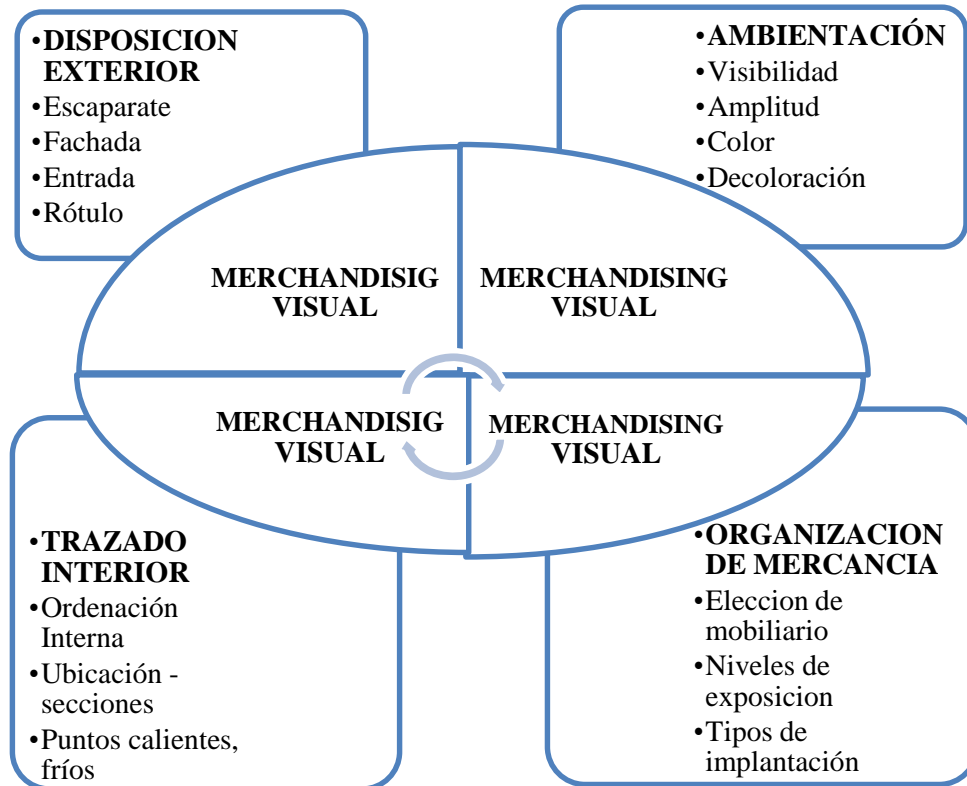 •DISPOSICION
EXTERIOR
•Escaparate
•Fachada
•Entrada
•Rótulo
•AMBIENTACIÓN
•Visibilidad
•Amplitud
•Color
•Decoloración
MERCHANDISIG
VISUAL
MERCHANDISING
VISUAL
MERCHANDISIG
VISUAL
MERCHANDISING
VISUAL
•TRAZADO
INTERIOR
•Ordenación
Interna
•Ubicación -
secciones
•Puntos calientes,
fríos
•ORGANIZACION
DE MERCANCIA
•Eleccion de
mobiliario
•Niveles de
exposicion
•Tipos de
implantación